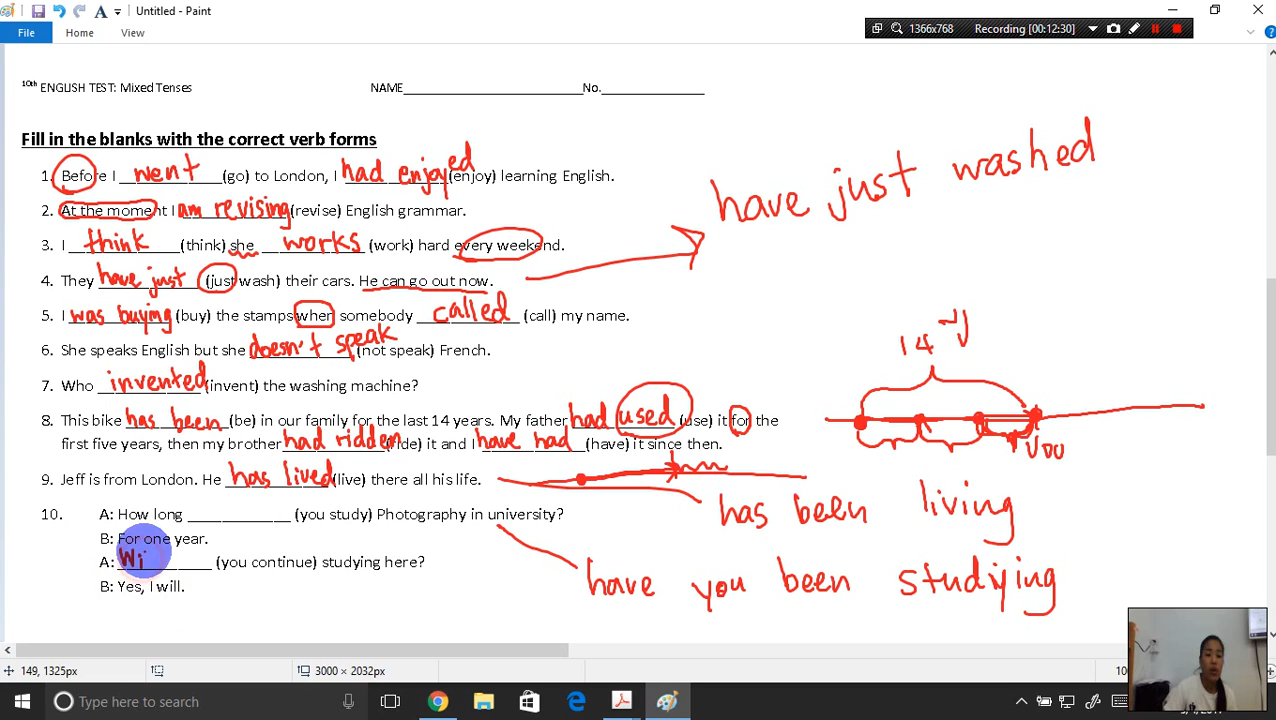 Untitled - Paint
1366x768 Recording [00:12:30]
File Home View
10th ENGLISH TEST: Mixed Tenses NAME______________________________No.________________
Fill in the blanks with the correct verb forms
1. Before I went (go) to London, I had enjoyed (enjoy) learning English.
2. At the moment I am revising (revise) English grammar.
3. I think (think) she works (work) hard every weekend.
4. They have just (just wash) their cars. He can go out now.
5. I was buying (buy) the stamps when somebody called (call) my name.
6. She speaks English but she doesn't speak (not speak) French.
7. Who invented (invent) the washing machine?
8. This bike has been (be) in our family for the last 14 years. My father had used (use) it for the
first five years, then my brother had ridden (ride) it and I have had (have) it since then.
9. Jeff is from London. He has lived (live) there all his life.
10. A: How long ____________ (you study) Photography in university?
B: For one year.
A: Wi__________ (you continue) studying here?
B: Yes, I will.
have just washed
14
has been living
have you been studying
149, 1325px
3000 × 2032px
Type here to search